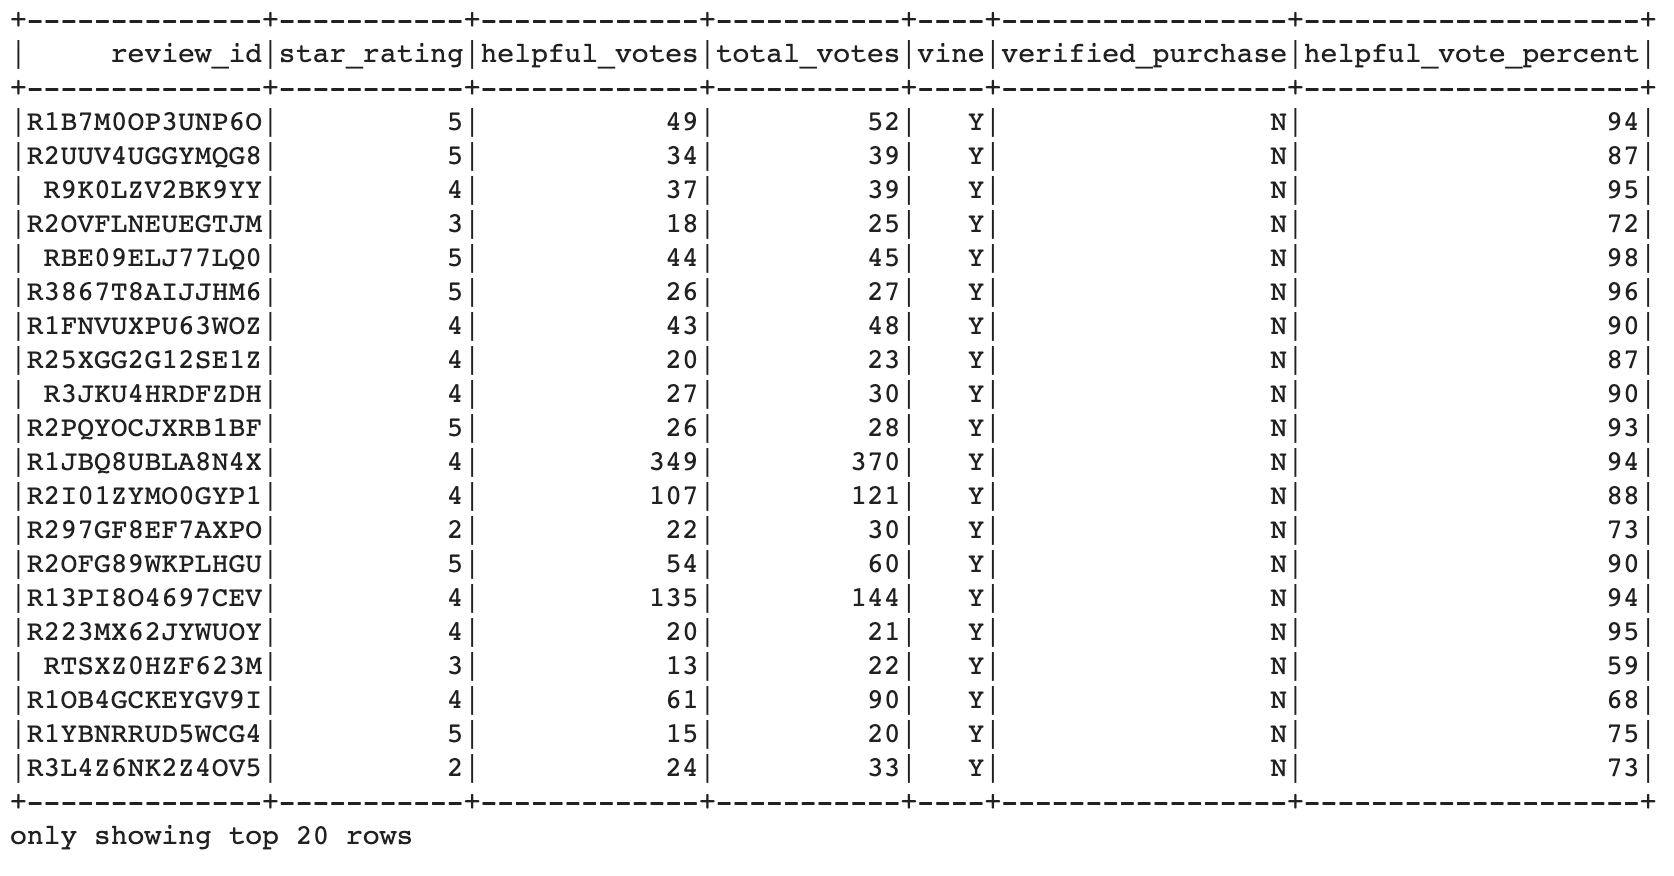 +--------------+-----------+-------------+-----------+----+-----------------+--------------------+
|     review_id|star_rating|helpful_votes|total_votes|vine|verified_purchase|helpful_vote_percent|
+--------------+-----------+-------------+-----------+----+-----------------+--------------------+
|R1B7M0OP3UNP6O|          5|           49|         52|   Y|                N|                  94|
|R2UUV4UGGYMQG8|          5|           34|         39|   Y|                N|                  87|
| R9K0LZV2BK9YY|          4|           37|         39|   Y|                N|                  95|
|R2OVFLNEUEGTJM|          3|           18|         25|   Y|                N|                  72|
| RBE09ELJ77LQ0|          5|           44|         45|   Y|                N|                  98|
|R3867T8AIJJHM6|          5|           26|         27|   Y|                N|                  96|
|R1FNVUXPU63WOZ|          4|           43|         48|   Y|                N|                  90|
|R25XGG2G12SE1Z|          4|           20|         23|   Y|                N|                  87|
| R3JKU4HRDFZDH|          4|           27|         30|   Y|                N|                  90|
|R2PQYOCJXRB1BF|          5|           26|         28|   Y|                N|                  93|
|R1JBQ8UBLA8N4X|          4|          349|        370|   Y|                N|                  94|
|R2I01ZYMO0GYP1|          4|          107|        121|   Y|                N|                  88|
|R297GF8EF7AXPO|          2|           22|         30|   Y|                N|                  73|
|R2OFG89WKPLHGU|          5|           54|         60|   Y|                N|                  90|
|R13PI8O4697CEV|          4|          135|        144|   Y|                N|                  94|
|R223MX62JYWUOY|          4|           20|         21|   Y|                N|                  95|
| RTSXZ0HZF623M|          3|           13|         22|   Y|                N|                  59|
|R1OB4GCKEYGV9I|          4|           61|         90|   Y|                N|                  68|
|R1YBNRRUD5WCG4|          5|           15|         20|   Y|                N|                  75|
|R3L4Z6NK2Z4OV5|          2|           24|         33|   Y|                N|                  73|
+--------------+-----------+-------------+-----------+----+-----------------+--------------------+
only showing top 20 rows